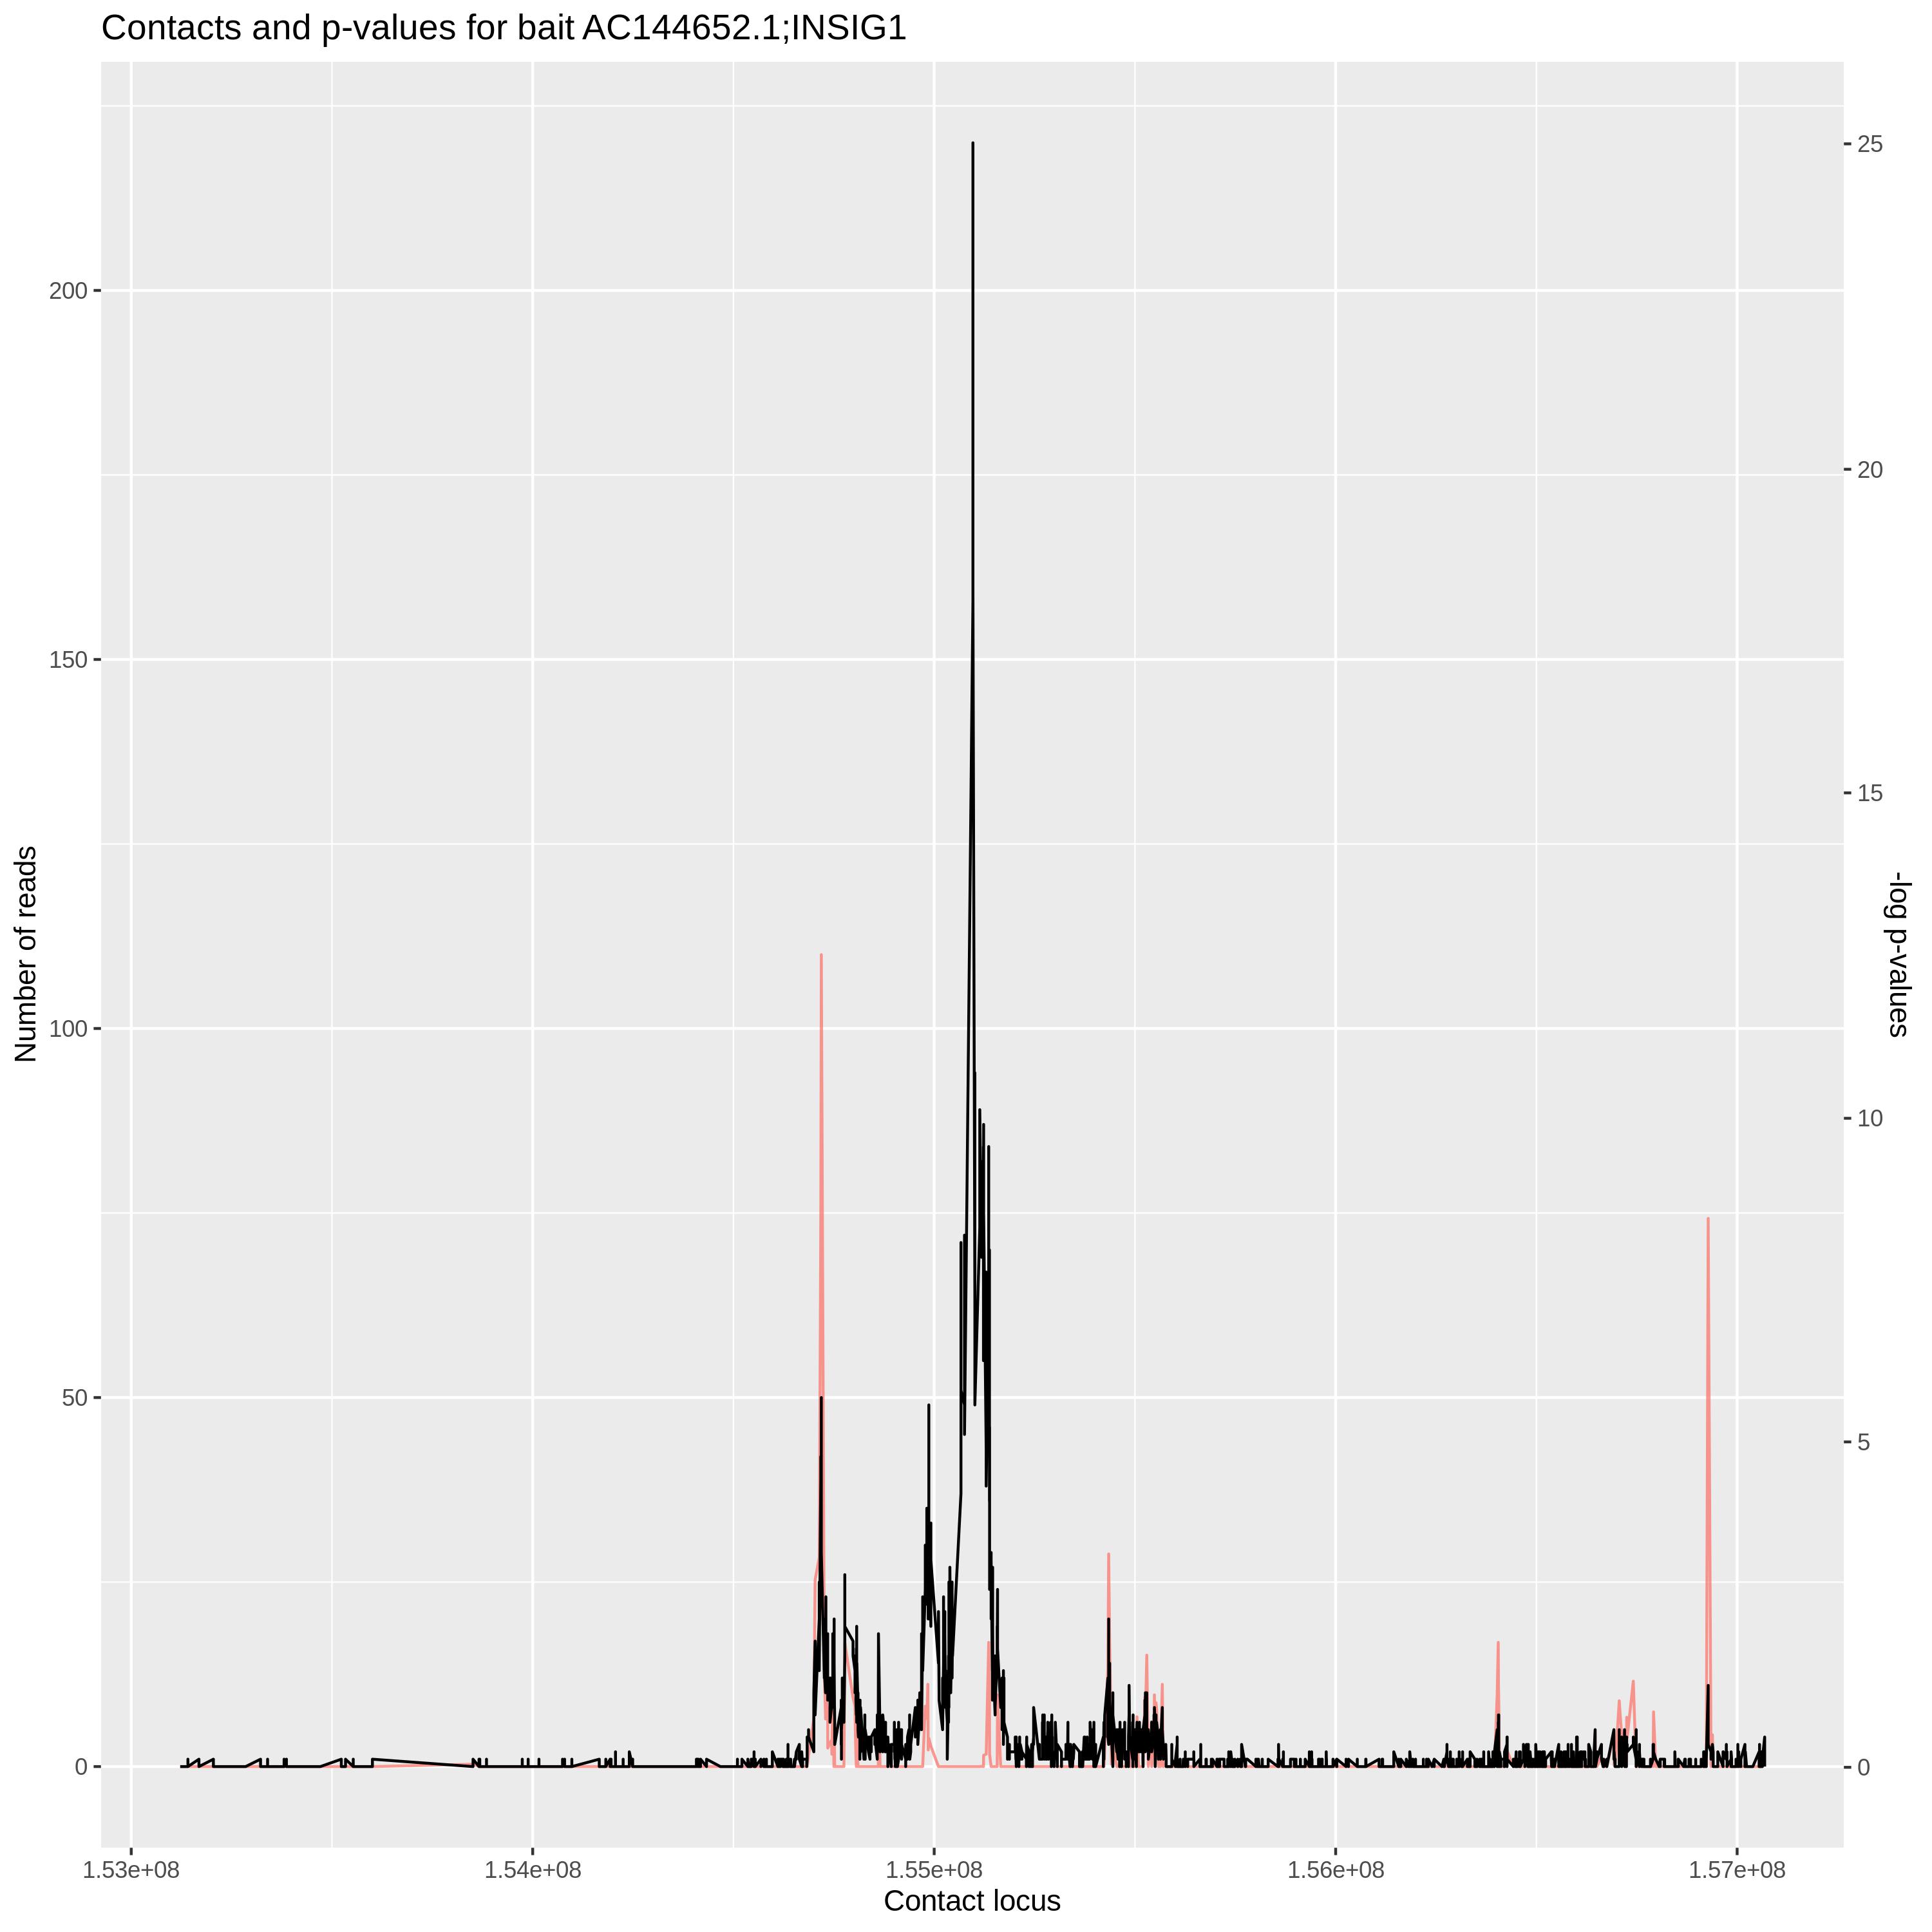 Contacts and p-values for bait AC144652.1;INSIG1
Number of reads
200
150
100
50
0
25
20
15
10
5
0
-log p-values
1.53e+08
1.54e+08
1.55e+08
1.56e+08
1.57e+08
Contact locus